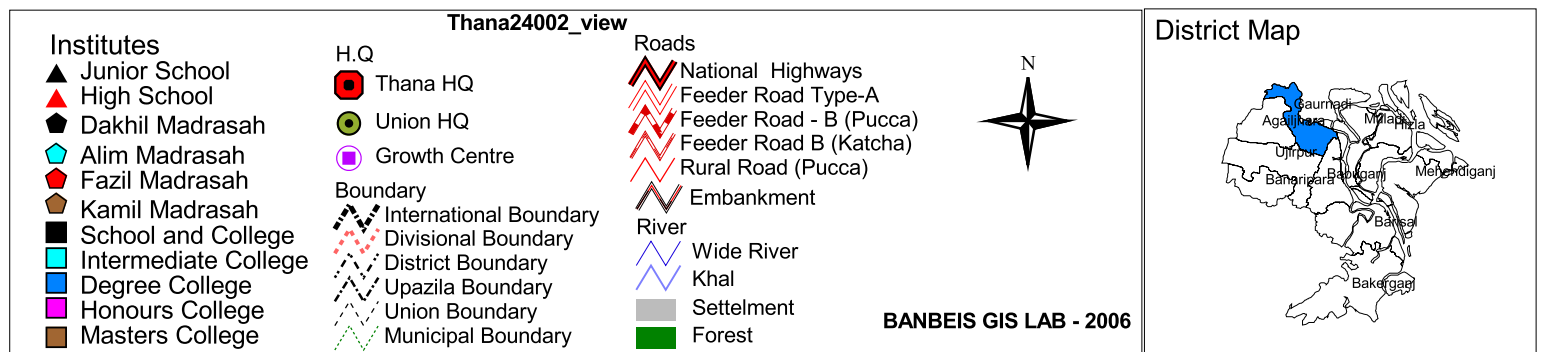 Thana24002_view
Institutes
Junior School
High School
Dakhil Madrasah
Alim Madrasah
Fazil Madrasah
Kamil Madrasah
School and College
Intermediate College
Degree College
Honours College
Masters College
H.Q
Thana HQ
Union HQ
Growth Centre
Boundary
International Boundary
Divisional Boundary
District Boundary
Upazila Boundary
Union Boundary
Municipal Boundary
Roads
National Highways
Feeder Road Type-A
Feeder Road - B (Pucca)
Feeder Road B (Katcha)
Rural Road (Pucca)
Embankment
River
Wide River
Khal
Settelment
Forest
N
BANBEIS GIS LAB - 2006
District Map
Gaurnadi
Agailjhara
Muladi
Hizla
Ujirpur
Banaripara
Babuganj
Mehendiganj
Barisal
Bakerganj